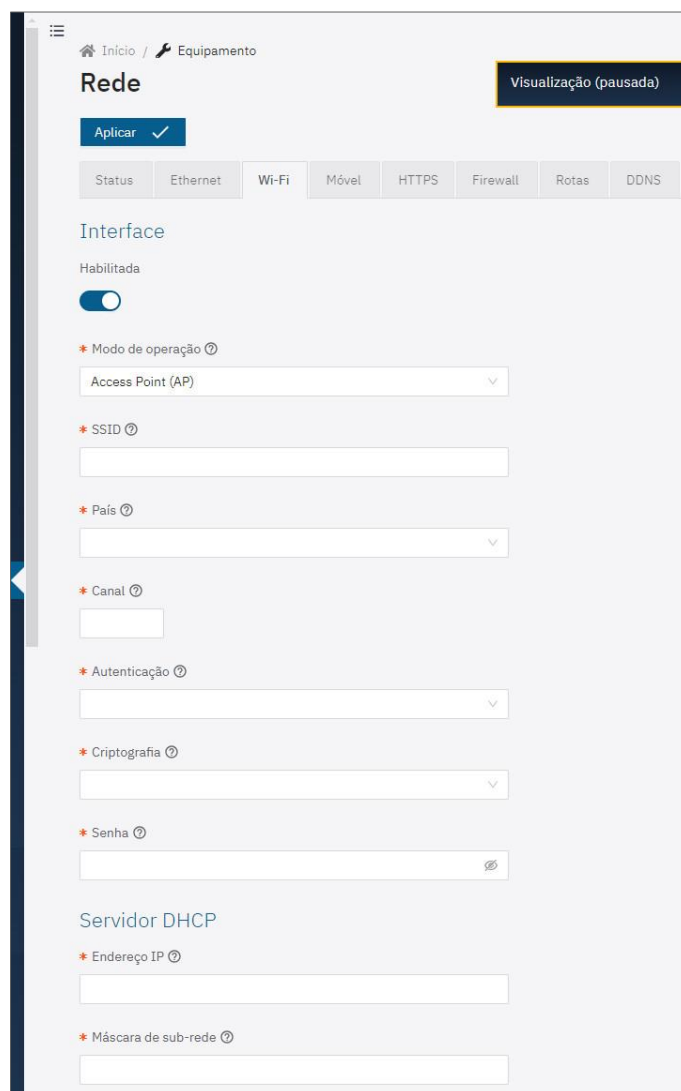 Início / Equipamento
Rede
Visualização (pausada)
Aplicar
Status Ethernet Wi-Fi Móvel HTTPS Firewall Rotas DDNS
Interface
Habilitada
* Modo de operação
Access Point (AP)
* SSID
* País
* Canal
* Autenticação
* Criptografia
* Senha
Servidor DHCP
* Endereço IP
* Máscara de sub-rede